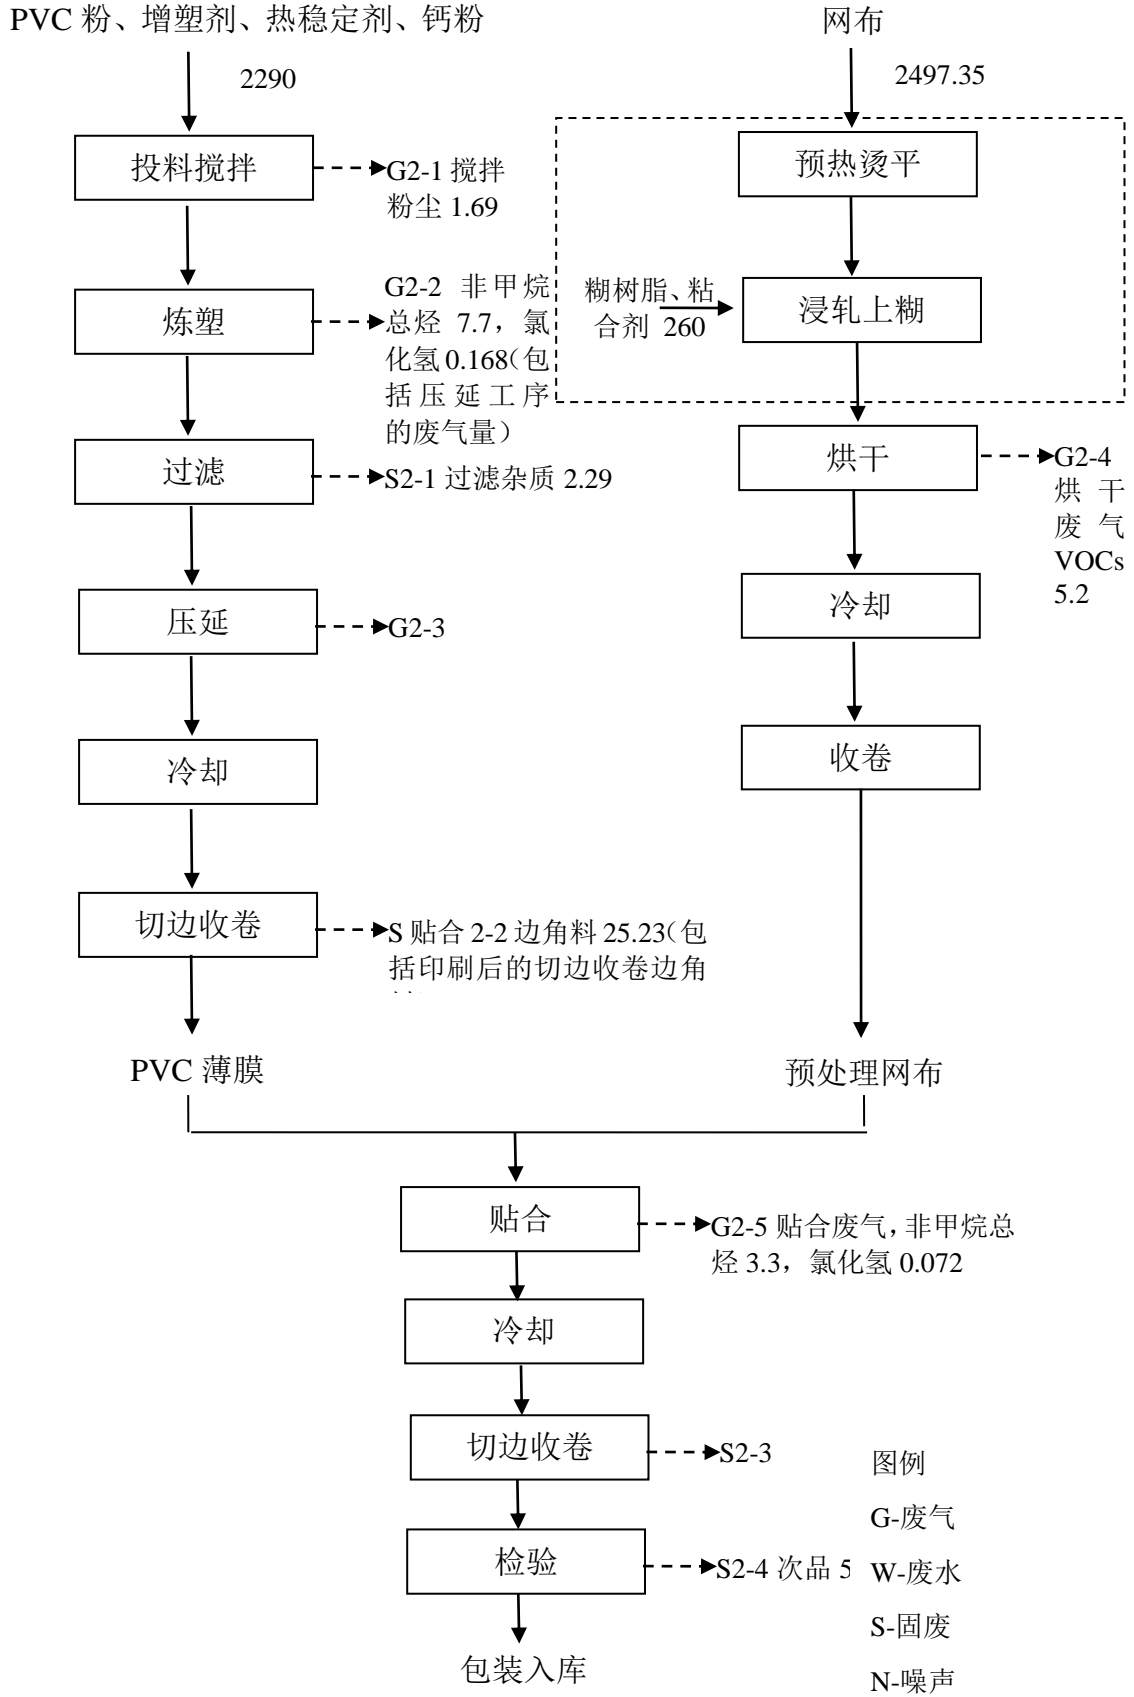 PVC 粉、增塑剂、热稳定剂、钙粉
网布
2290
2497.35
投料搅拌
G2-1 搅拌
粉尘 1.69
预热烫平
炼塑
G2-2 非甲烷
总烃 7.7，氯
化氢 0.168（包
括压延工序
的废气量）
糊树脂、粘
合剂 260
浸轧上糊
过滤
S2-1 过滤杂质 2.29
烘干
G2-4
烘干
废气
VOCs
5.2
压延
G2-3
冷却
冷却
收卷
切边收卷
S 贴合 2-2 边角料 25.23（包
括印刷后的切边收卷边角
PVC 薄膜
预处理网布
贴合
G2-5 贴合废气，非甲烷总
烃 3.3，氯化氢 0.072
冷却
切边收卷
S2-3
检验
S2-4 次品 5
包装入库
图例
G-废气
W-废水
S-固废
N-噪声